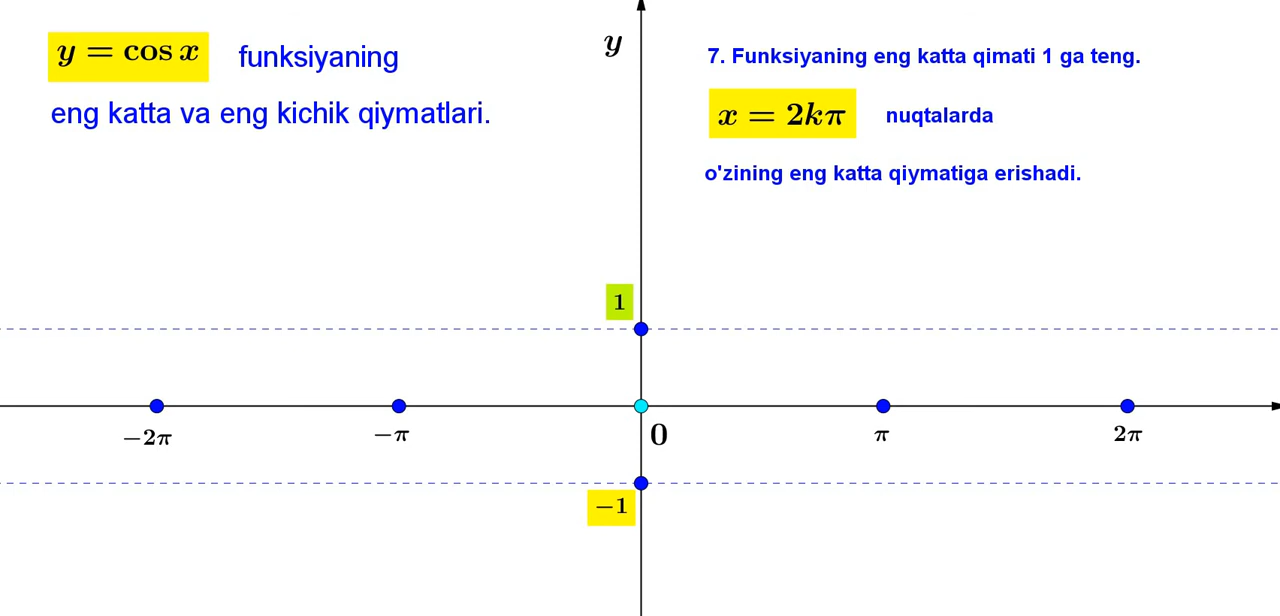 y = cos x funksiyaning
eng katta va eng kichik qiymatlari.
y
7. Funksiyaning eng katta qimati 1 ga teng.
x = 2kπ nuqtalarda
o'zining eng katta qiymatiga erishadi.
1
−2π
−π
0
π
2π
−1